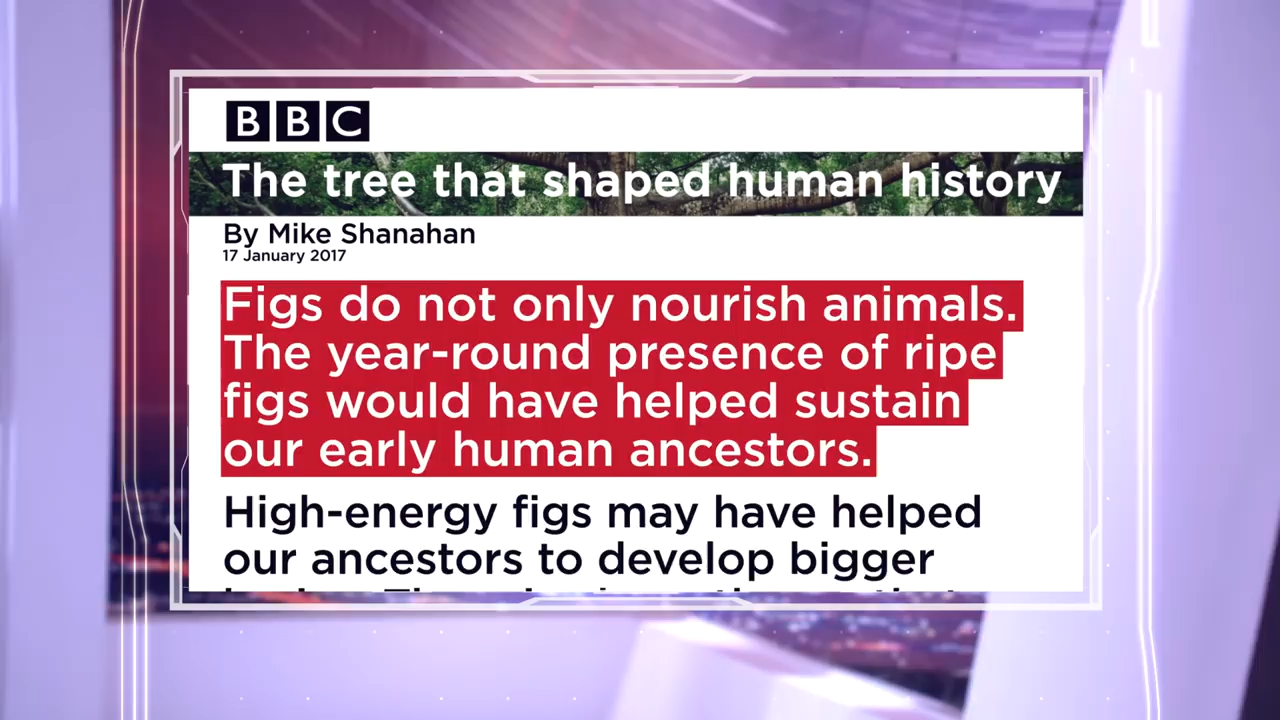 BBC
The tree that shaped human history
By Mike Shanahan
17 January 2017
Figs do not only nourish animals.
The year-round presence of ripe
figs would have helped sustain
our early human ancestors.
High-energy figs may have helped
our ancestors to develop bigger